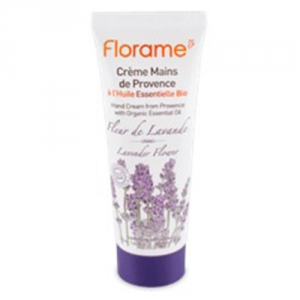 Florame
Crème Mains
de Provence
à l'Huile Essentielle Bio
Hand Cream from Provence
with Organic Essential Oil
Fleur de Lavande
Lavender Flower